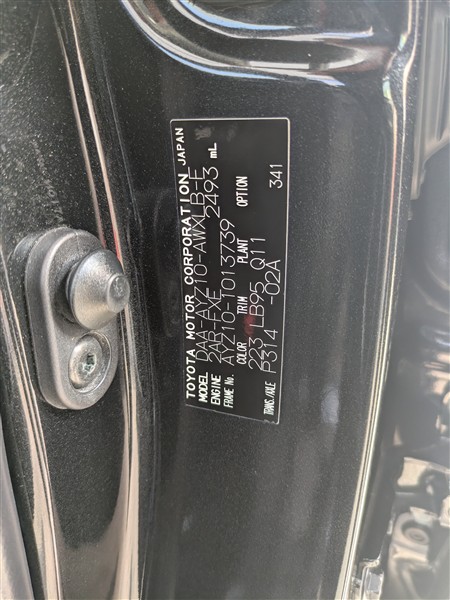 TOYOTA MOTOR CORPORATION JAPAN
MODEL DAA-AYZ10-AWXLB-E
ENGINE 2AR-FXE 2493 mL
FRAME No. AYZ10-1013739
COLOR TRIM PLANT OPTION
223 LB95 Q11 341
TRANS./AXLE P314 -02A